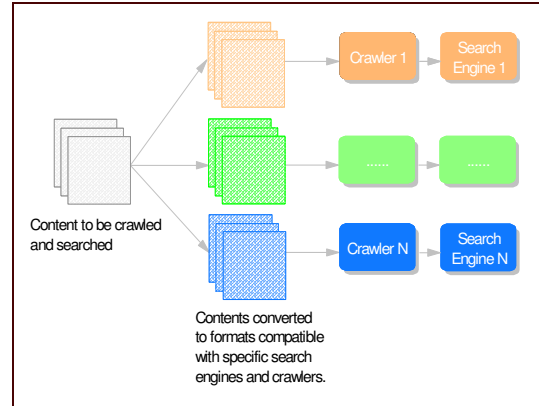 Crawler 1
Search
Engine 1
......
......
Content to be crawled
and searched
Crawler N
Search
Engine N
Contents converted
to formats compatible
with specific search
engines and crawlers.